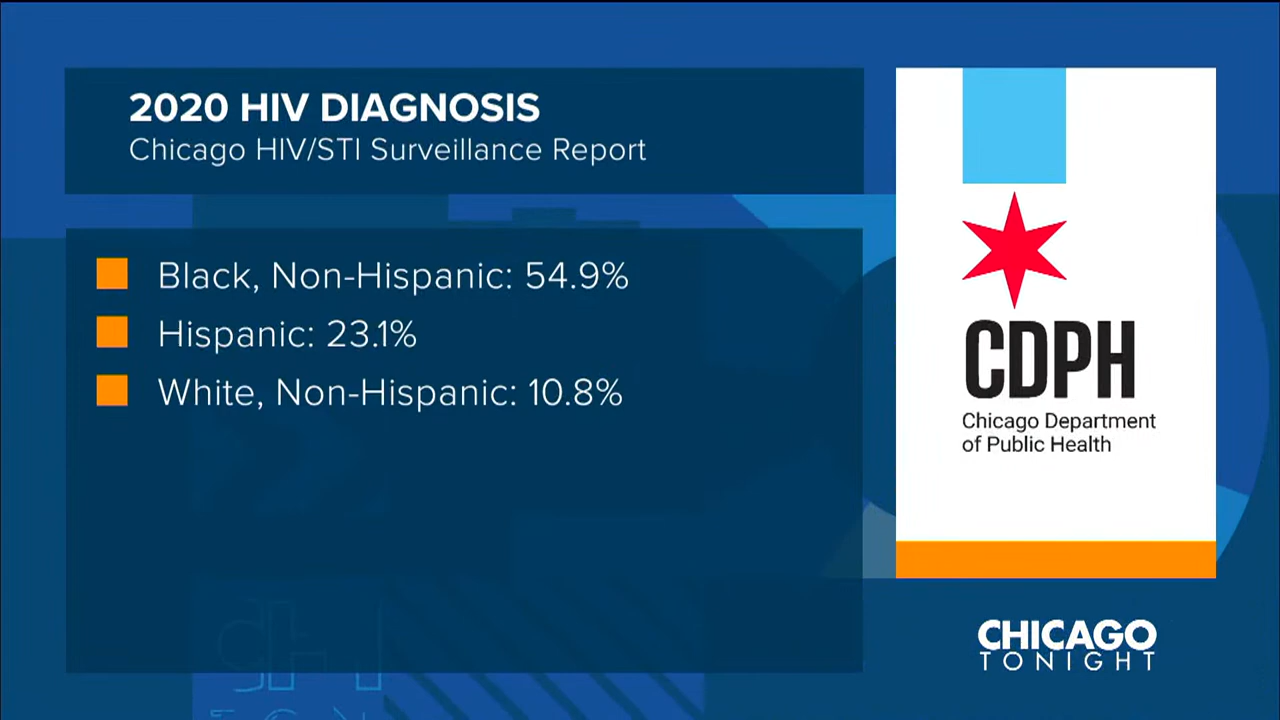 2020 HIV DIAGNOSIS
Chicago HIV/STI Surveillance Report
Black, Non-Hispanic: 54.9%
Hispanic: 23.1%
White, Non-Hispanic: 10.8%
CDPH
Chicago Department
of Public Health
CHICAGO
TONIGHT